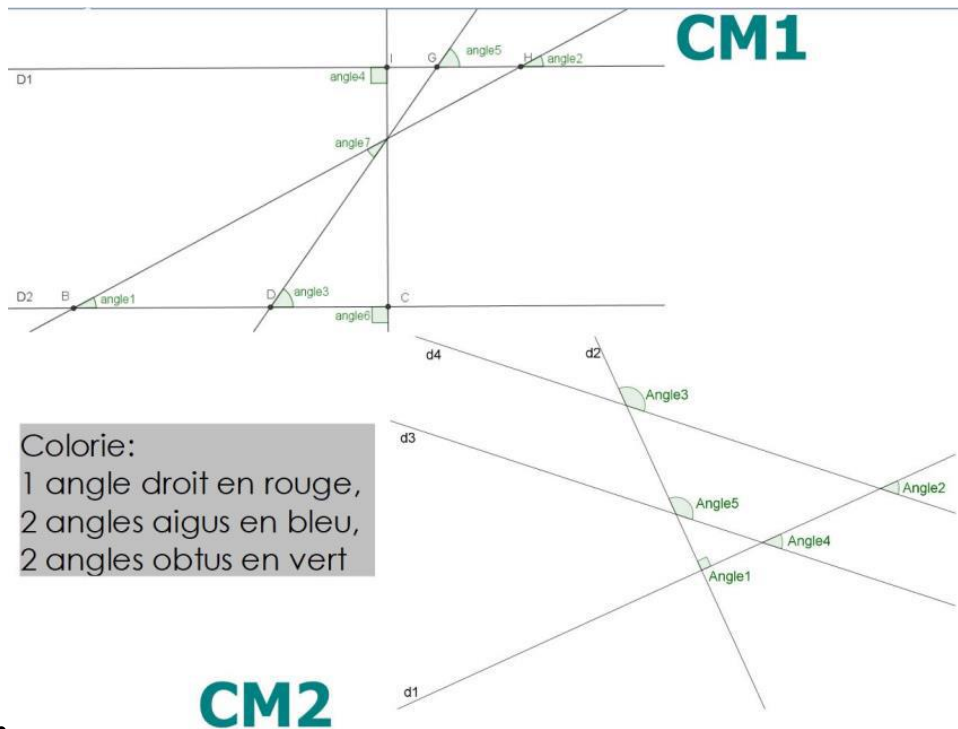 CM1
I
G
angle5
H
angle2
D1
angle4
angle7
D2
B
angle1
D
angle3
C
angle6
d4
d2
Angle3
d3
Angle2
Angle5
Angle4
Angle1
d1
Colorie:
1 angle droit en rouge,
2 angles aigus en bleu,
2 angles obtus en vert
CM2